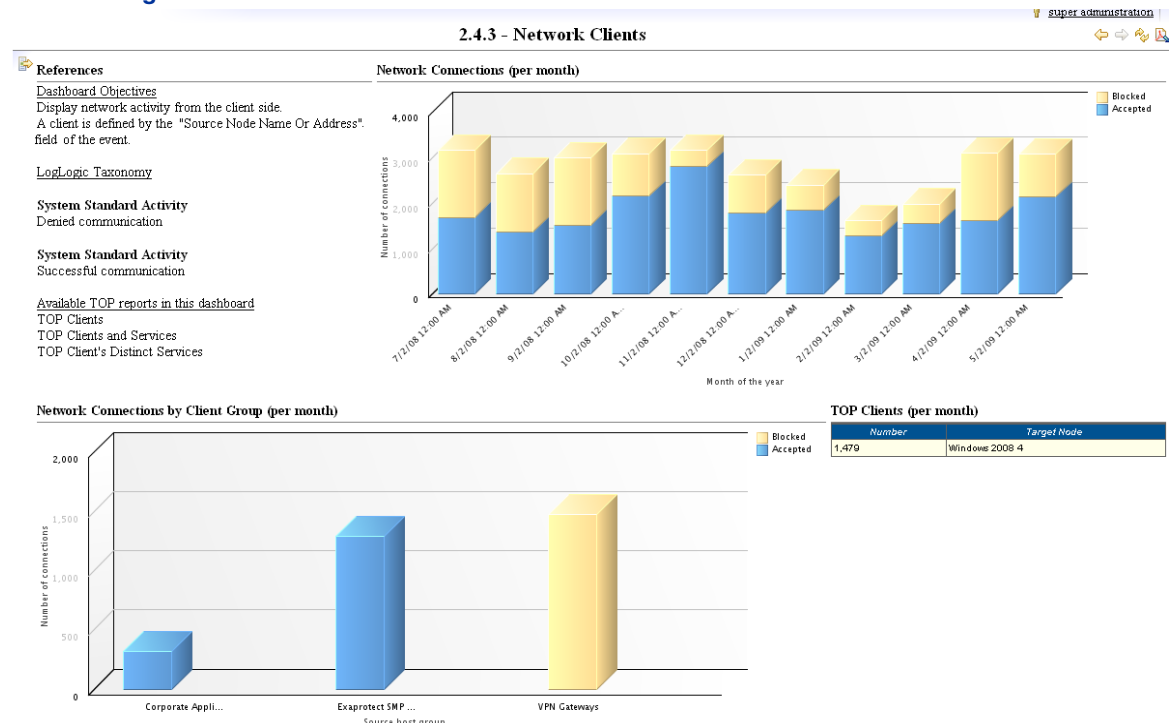 super administration
2.4.3 - Network Clients
References
Dashboard Objectives
Display network activity from the client side.
A client is defined by the "Source Node Name Or Address".
field of the event.
LogLogic Taxonomy
System Standard Activity
Denied communication
System Standard Activity
Successful communication
Available TOP reports in this dashboard
TOP Clients
TOP Clients and Services
TOP Client's Distinct Services
Network Connections (per month)
Blocked
Accepted
4,000
3,000
2,000
1,000
0
Number of connections
7/2/08 12:00 AM
8/2/08 12:00 AM
9/2/08 12:00 AM
10/2/08 12:00 A...
11/2/08 12:00 A...
12/2/08 12:00 A...
1/2/09 12:00 AM
2/2/09 12:00 AM
3/2/09 12:00 AM
4/2/09 12:00 AM
5/2/09 12:00 AM
Month of the year
Network Connections by Client Group (per month)
Blocked
Accepted
2,000
1,500
1,000
500
0
Number of connections
Corporate Appli...
Exaprotect SMP ...
VPN Gateways
Source host group
TOP Clients (per month)
Number Target Node
1,479 Windows 2008 4